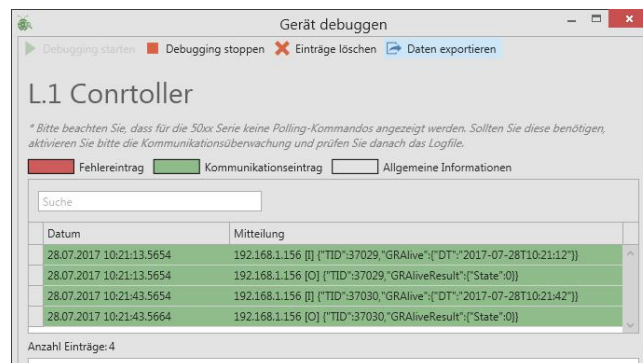 Gerät debuggen
Debugging starten Debugging stoppen Einträge löschen Daten exportieren
L.1 Conrtoller
* Bitte beachten Sie, dass für die 50xx Serie keine Polling-Kommandos angezeigt werden. Sollten Sie diese benötigen,
aktivieren Sie bitte die Kommunikationsüberwachung und prüfen Sie danach das Logfile.
Fehlereintrag Kommunikationseintrag Allgemeine Informationen
Suche
Datum Mitteilung
28.07.2017 10:21:13.5654 192.168.1.156 [I] {"TID":37029,"GRAlive":{"DT":"2017-07-28T10:21:12"}}
28.07.2017 10:21:13.5654 192.168.1.156 [O] {"TID":37029,"GRAliveResult":{"State":0}}
28.07.2017 10:21:43.5654 192.168.1.156 [I] {"TID":37030,"GRAlive":{"DT":"2017-07-28T10:21:42"}}
28.07.2017 10:21:43.5664 192.168.1.156 [O] {"TID":37030,"GRAliveResult":{"State":0}}
Anzahl Einträge: 4